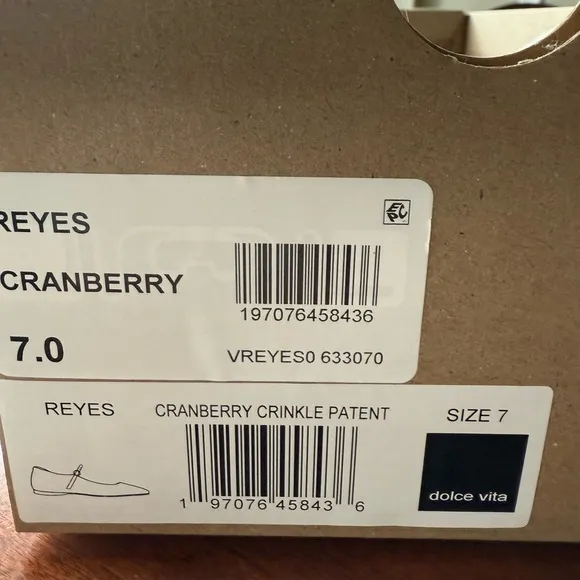 REYES
EPC
CRANBERRY
197076458436
7.0
VREYES0 633070
REYES CRANBERRY CRINKLE PATENT SIZE 7
1 97076 45843 6
dolce vita